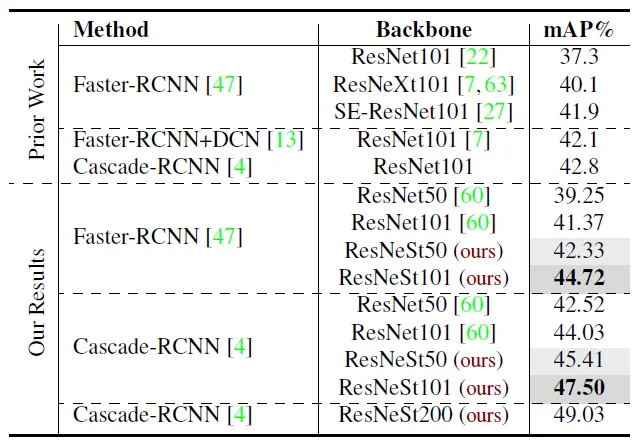 Method Backbone mAP%
Prior Work
Faster-RCNN [47]
ResNet101 [22] 37.3
ResNeXt101 [7,63] 40.1
SE-ResNet101 [27] 41.9
Faster-RCNN+DCN [13] ResNet101 [7] 42.1
Cascade-RCNN [4] ResNet101 42.8
Our Results
Faster-RCNN [47]
ResNet50 [60] 39.25
ResNet101 [60] 41.37
ResNeSt50 (ours) 42.33
ResNeSt101 (ours) 44.72
Cascade-RCNN [4]
ResNet50 [60] 42.52
ResNet101 [60] 44.03
ResNeSt50 (ours) 45.41
ResNeSt101 (ours) 47.50
Cascade-RCNN [4] ResNeSt200 (ours) 49.03